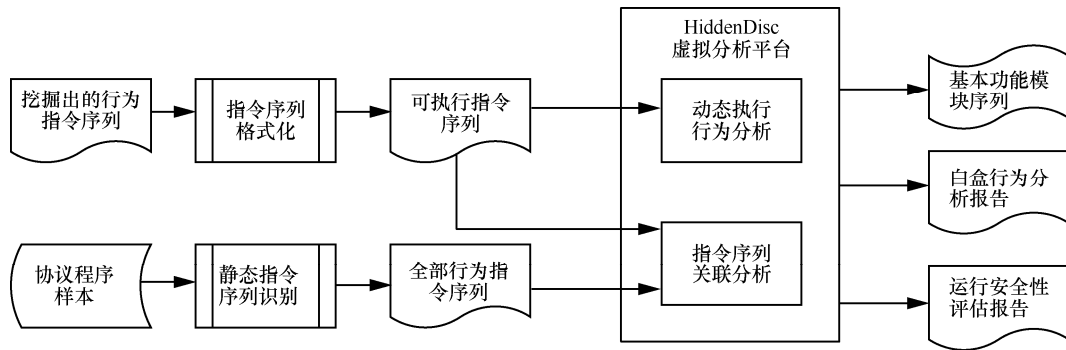 挖掘出的行为
指令序列
指令序列
格式化
可执行指令
序列
HiddenDisc
虚拟分析平台
动态执行
行为分析
基本功能模
块序列
白盒行为分
析报告
协议程序
样本
静态指令
序列识别
全部行为指
令序列
指令序列
关联分析
运行安全性
评估报告